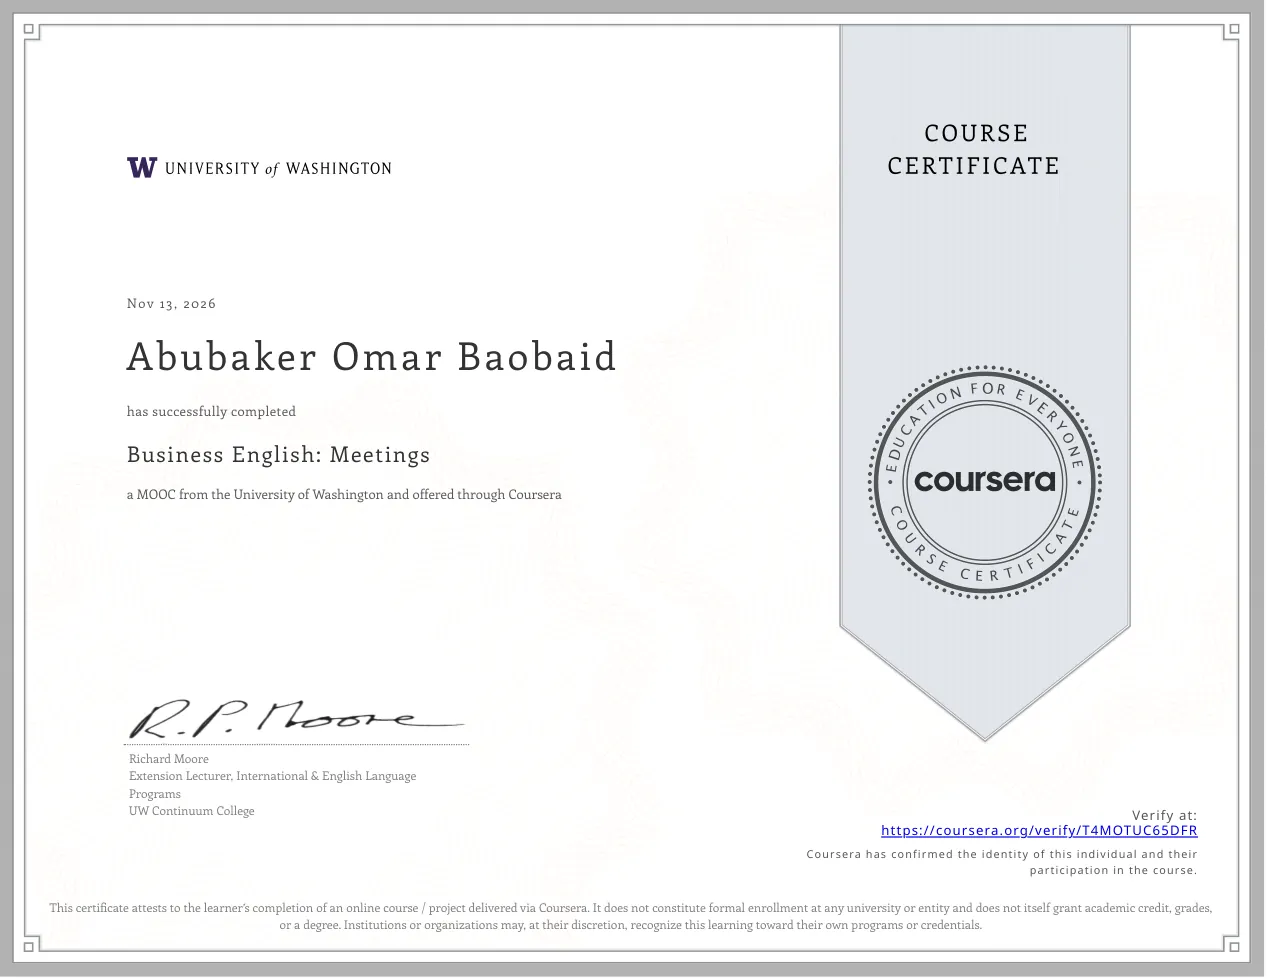 COURSE
CERTIFICATE
W UNIVERSITY of WASHINGTON
Nov 13, 2026
Abubaker Omar Baobaid
has successfully completed
Business English: Meetings
a MOOC from the University of Washington and offered through Coursera
EDUCATION FOR EVERYONE
coursera
COURSE CERTIFICATE
R.P. Moore
Richard Moore
Extension Lecturer, International & English Language
Programs
UW Continuum College
Verify at:
https://coursera.org/verify/T4MOTUC65DFR
Coursera has confirmed the identity of this individual and their
participation in the course.
This certificate attests to the learner's completion of an online course / project delivered via Coursera. It does not constitute formal enrollment at any university or entity and does not itself grant academic credit, grades,
or a degree. Institutions or organizations may, at their discretion, recognize this learning toward their own programs or credentials.